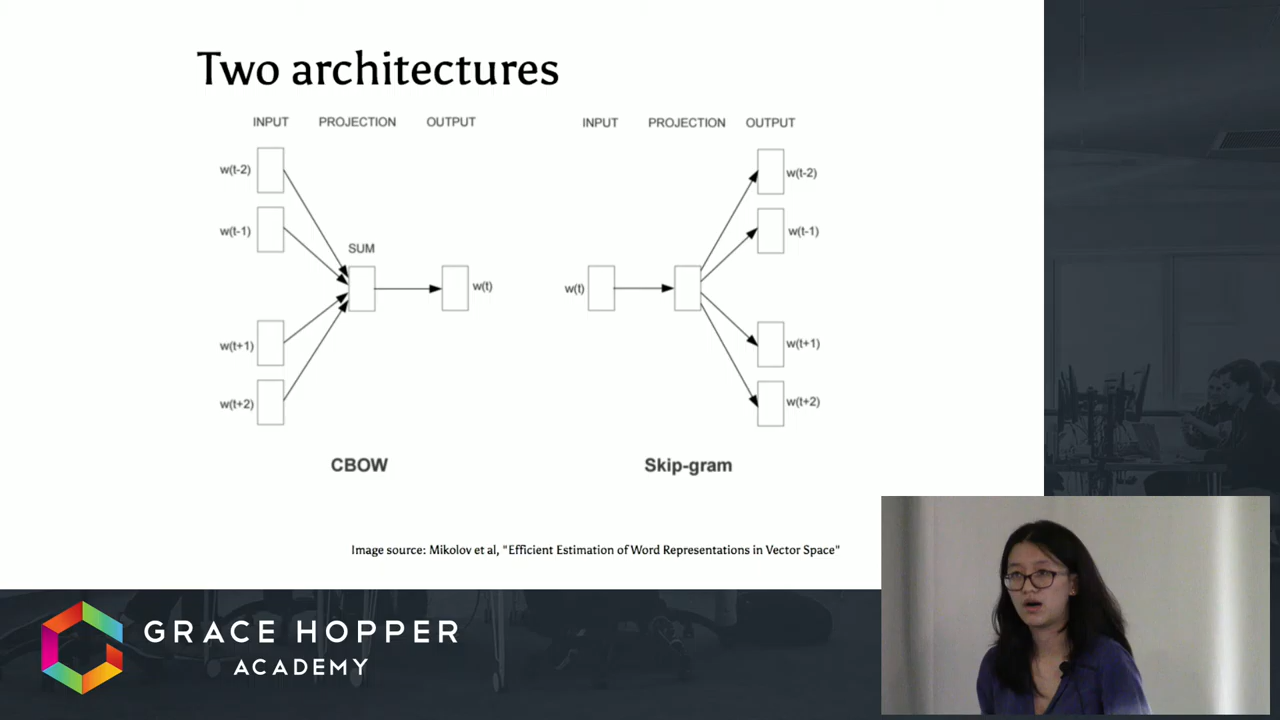 Two architectures
INPUT PROJECTION OUTPUT
w(t-2)
w(t-1)
SUM
w(t)
w(t+1)
w(t+2)
CBOW
INPUT PROJECTION OUTPUT
w(t-2)
w(t-1)
w(t)
w(t+1)
w(t+2)
Skip-gram
Image source: Mikolov et al, "Efficient Estimation of Word Representations in Vector Space"
GRACE HOPPER
ACADEMY